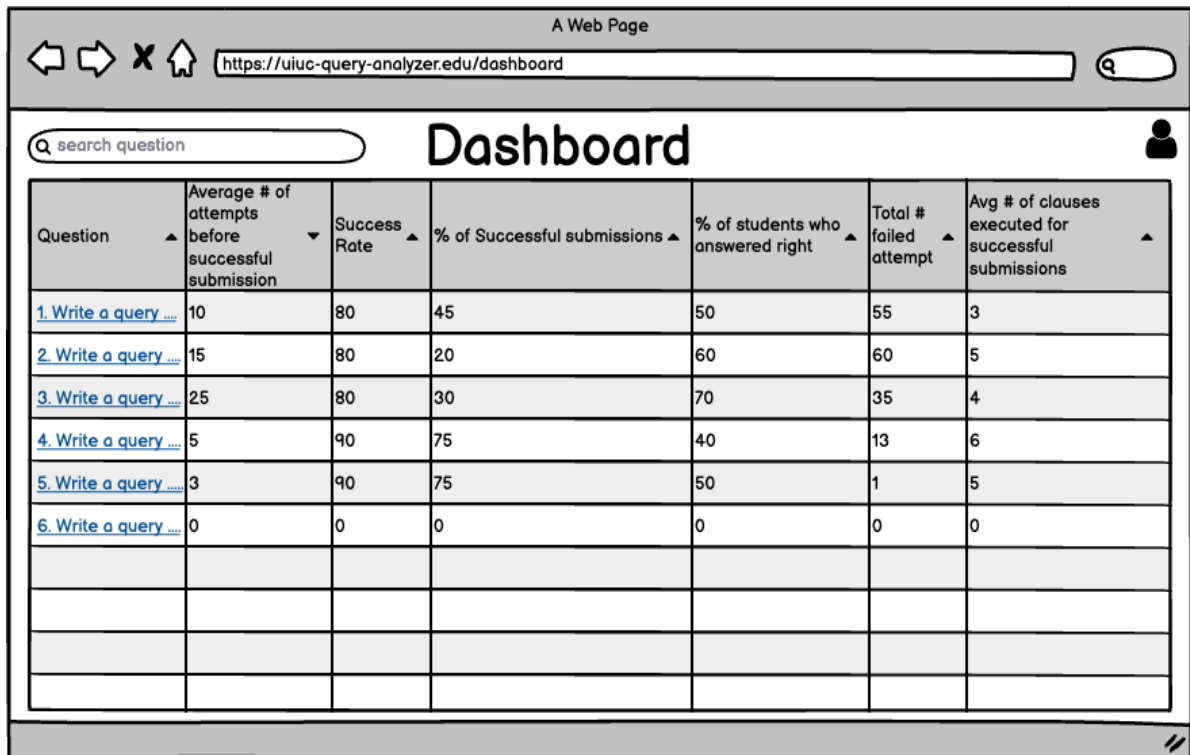 A Web Page
https://uiuc-query-analyzer.edu/dashboard
search question
Dashboard
Question
Average # of
attempts
before
successful
submission
Success
Rate
% of Successful submissions
% of students who
answered right
Total #
failed
attempt
Avg # of clauses
executed for
successful
submissions
1. Write a query .... 10 80 45 50 55 3
2. Write a query .... 15 80 20 60 60 5
3. Write a query .... 25 80 30 70 35 4
4. Write a query .... 5 90 75 40 13 6
5. Write a query ..... 3 90 75 50 1 5
6. Write a query .... 0 0 0 0 0 0